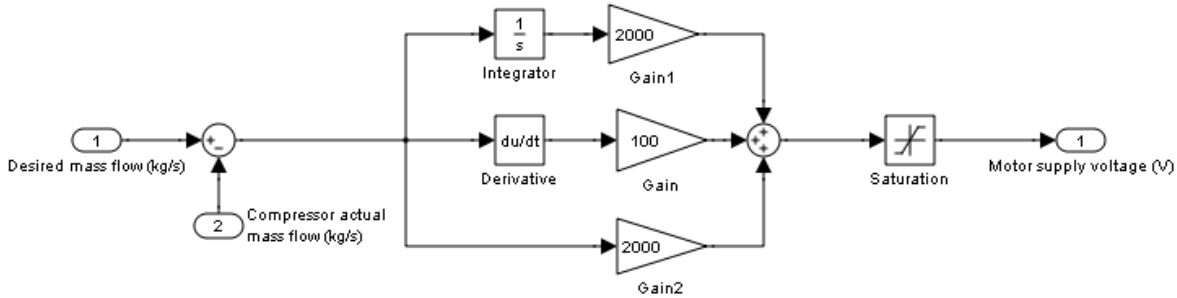 1
s
Integrator
2000
Gain1
1
Desired mass flow (kg/s)
+
−
du/dt
Derivative
100
Gain
+
+
+
Saturation
1
Motor supply voltage (V)
2
Compressor actual
mass flow (kg/s)
2000
Gain2